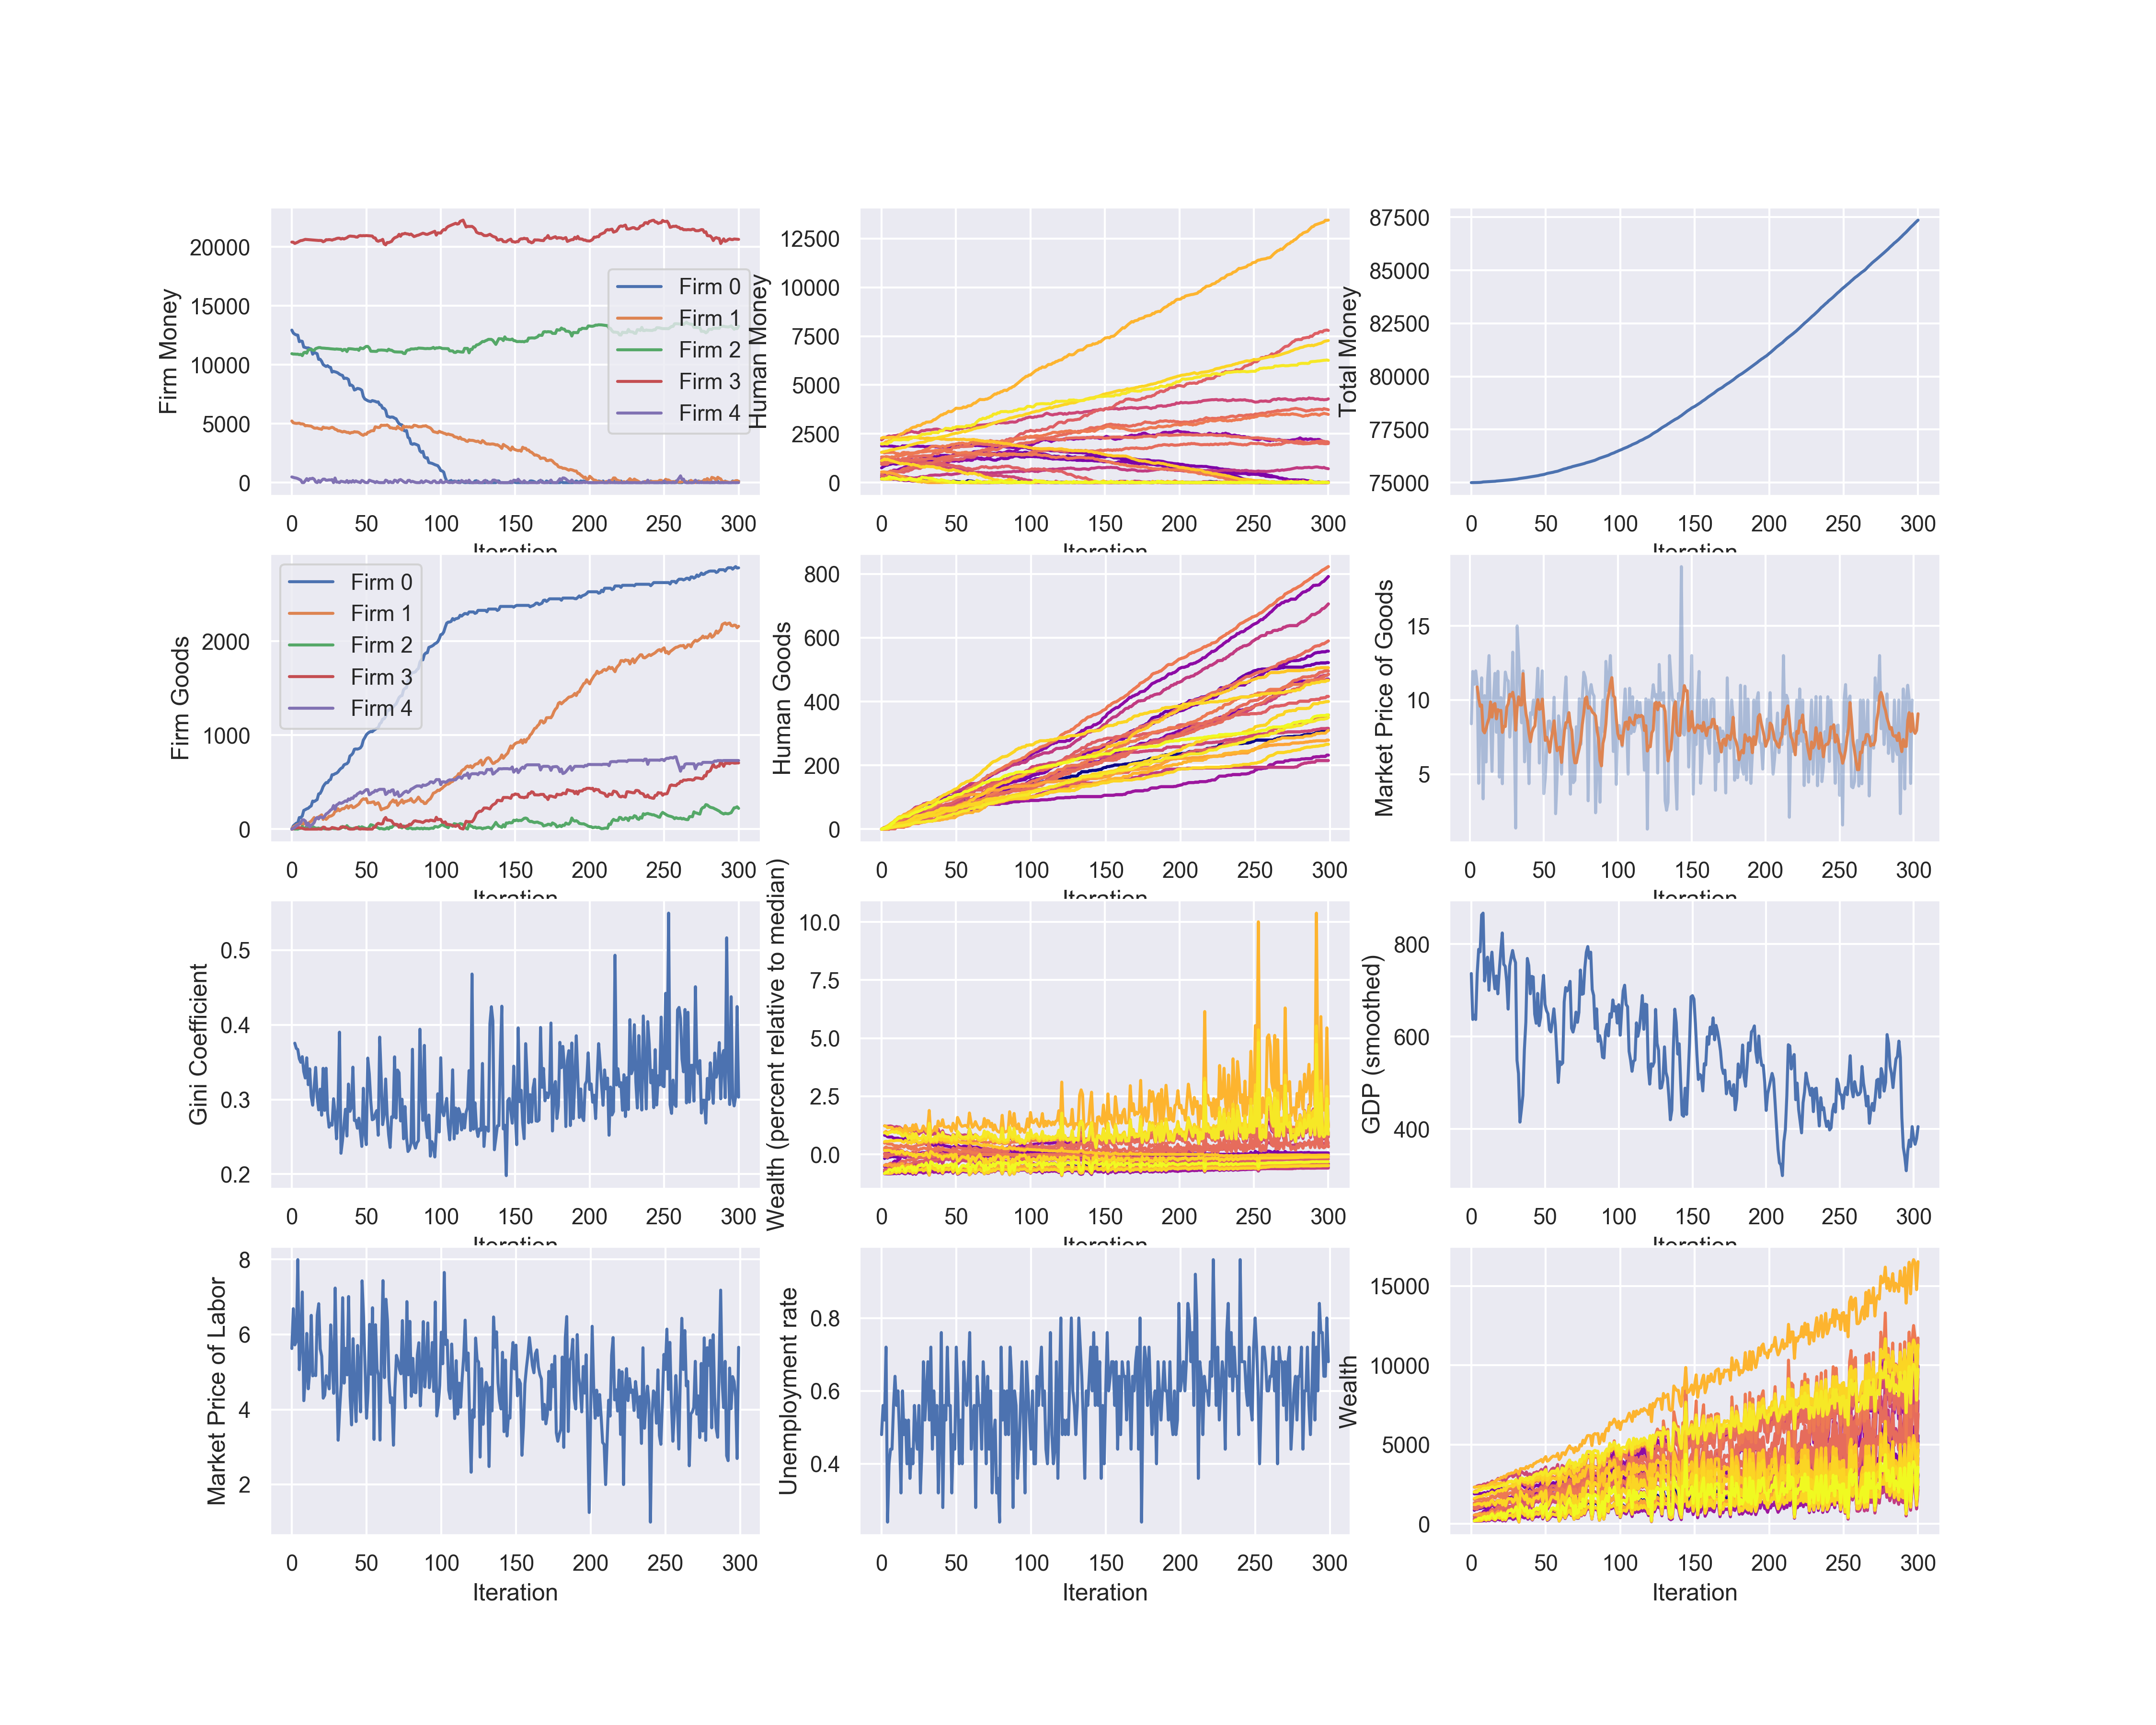 Firm Money
20000
15000
10000
5000
0
Firm 0
Firm 1
Firm 2
Firm 3
Firm 4
0 50 100 150 200 250 300
Iteration
Human Money
12500
10000
7500
5000
2500
0
0 50 100 150 200 250 300
Iteration
Total Money
87500
85000
82500
80000
77500
75000
0 50 100 150 200 250 300
Iteration
Firm Goods
2000
1000
0
Firm 0
Firm 1
Firm 2
Firm 3
Firm 4
0 50 100 150 200 250 300
Iteration
Human Goods
800
600
400
200
0
0 50 100 150 200 250 300
Iteration
Market Price of Goods
15
10
5
0 50 100 150 200 250 300
Iteration
Gini Coefficient
0.5
0.4
0.3
0.2
0 50 100 150 200 250 300
Iteration
Wealth (percent relative to median)
10.0
7.5
5.0
2.5
0.0
0 50 100 150 200 250 300
Iteration
GDP (smoothed)
800
600
400
0 50 100 150 200 250 300
Iteration
Market Price of Labor
8
6
4
2
0 50 100 150 200 250 300
Iteration
Unemployment rate
0.8
0.6
0.4
0 50 100 150 200 250 300
Iteration
Wealth
15000
10000
5000
0
0 50 100 150 200 250 300
Iteration